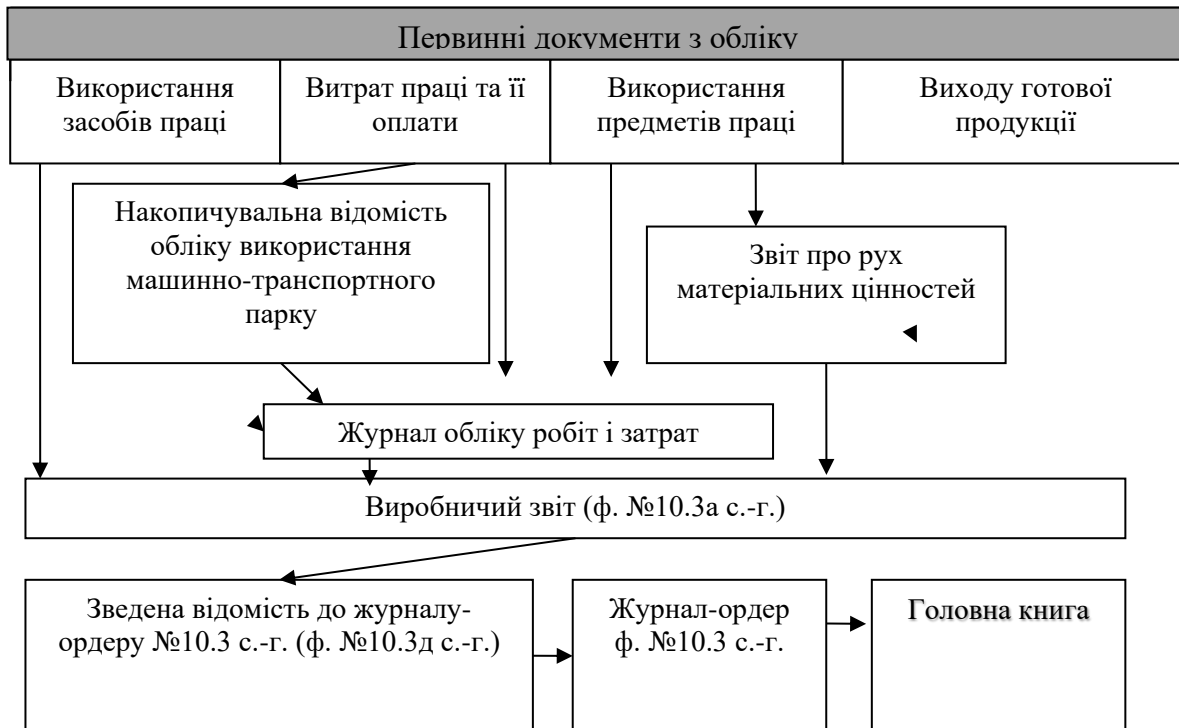 Первинні документи з обліку
Використання
засобів праці
Витрат праці та її
оплати
Використання
предметів праці
Виходу готової
продукції
Накопичувальна відомість
обліку використання
машинно-транспортного
парку
Звіт про рух
матеріальних цінностей
Журнал обліку робіт і затрат
Виробничий звіт (ф. №10.3а с.-г.)
Зведена відомість до журналу-
ордеру №10.3 с.-г. (ф. №10.3д с.-г.)
Журнал-ордер
ф. №10.3 с.-г.
Головна книга